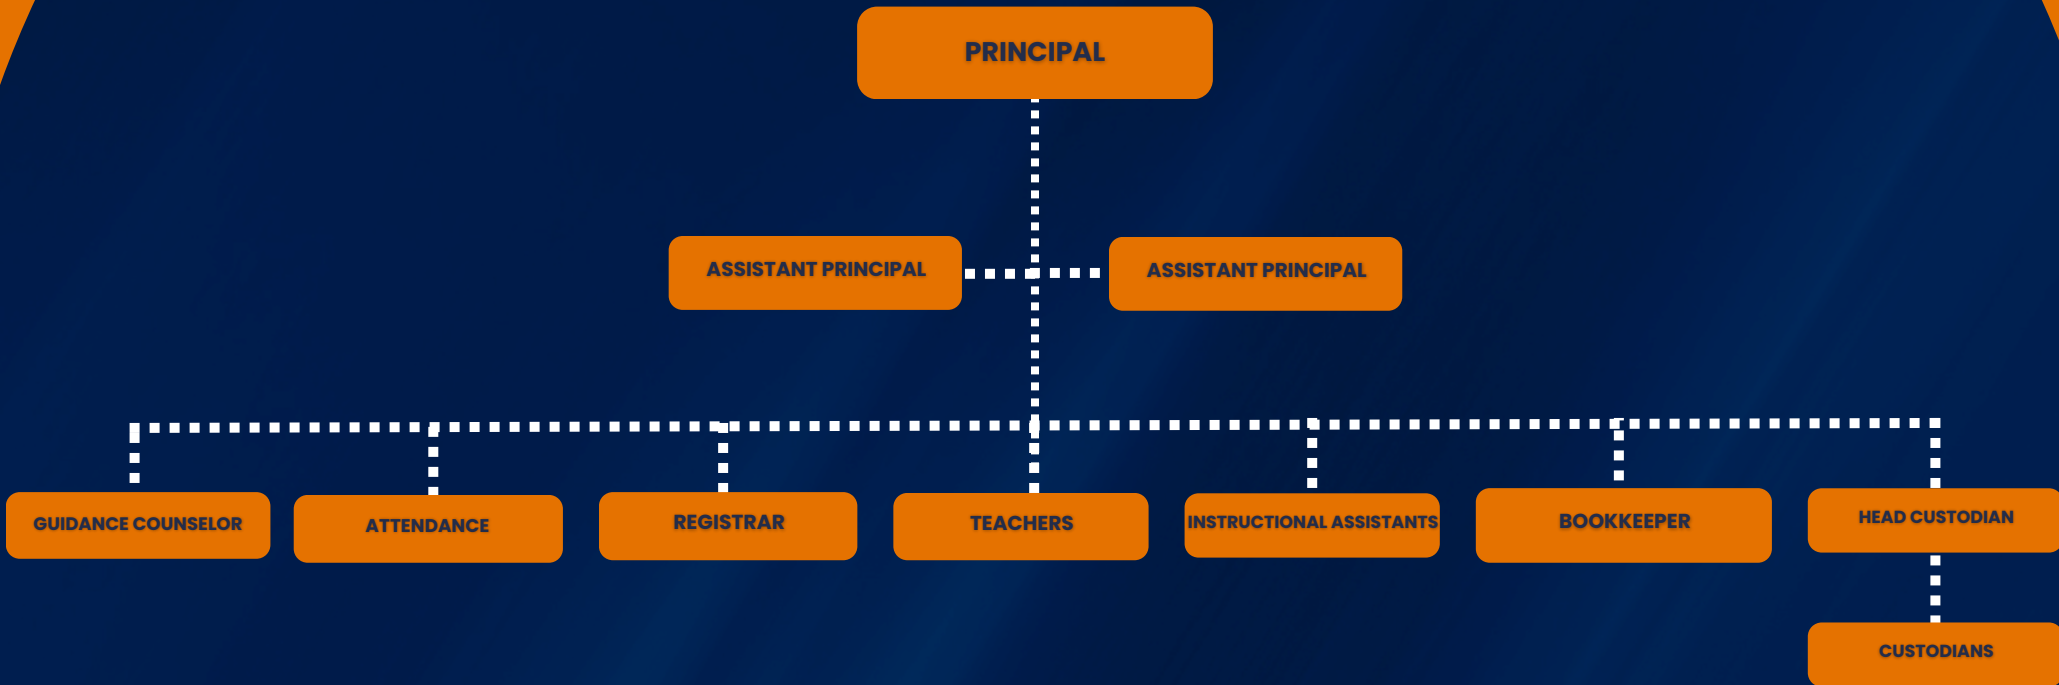 PRINCIPAL
ASSISTANT PRINCIPAL
ASSISTANT PRINCIPAL
GUIDANCE COUNSELOR
ATTENDANCE
REGISTRAR
TEACHERS
INSTRUCTIONAL ASSISTANTS
BOOKKEEPER
HEAD CUSTODIAN
CUSTODIANS